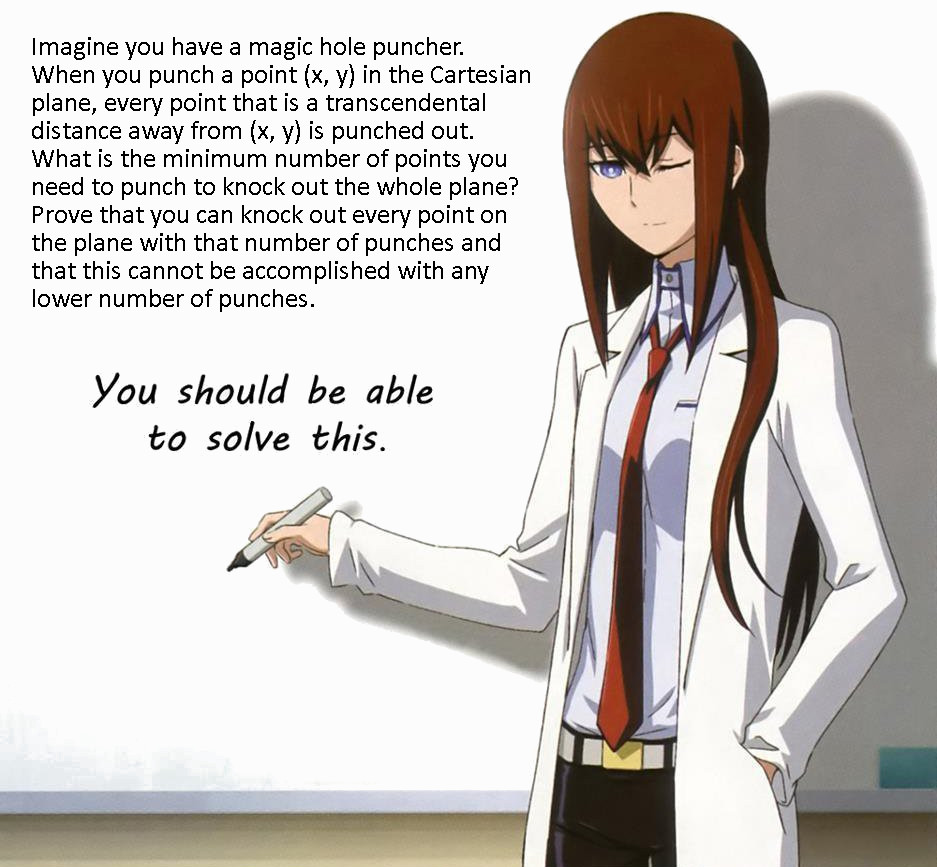 Imagine you have a magic hole puncher.
When you punch a point (x, y) in the Cartesian
plane, every point that is a transcendental
distance away from (x, y) is punched out.
What is the minimum number of points you
need to punch to knock out the whole plane?
Prove that you can knock out every point on
the plane with that number of punches and
that this cannot be accomplished with any
lower number of punches.
You should be able
to solve this.